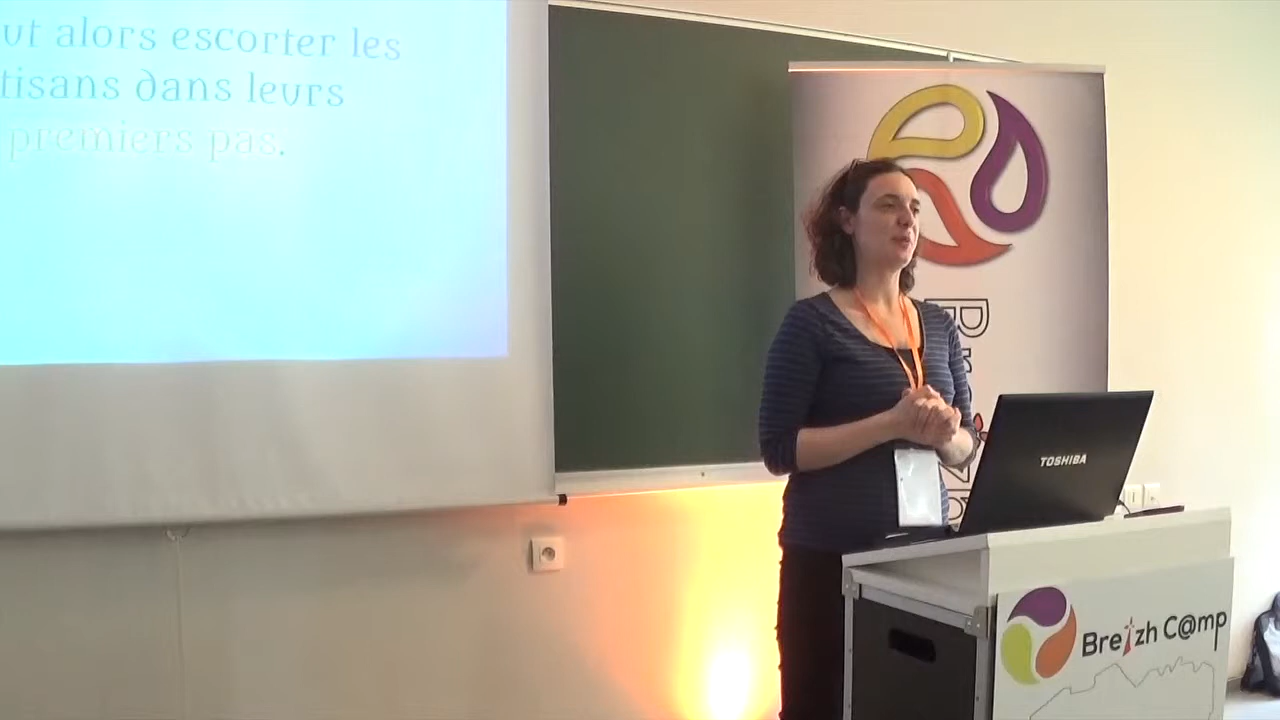 ut alors escorter les
tisans dans leurs
premiers pas.
TOSHIBA
Breizh C@mp